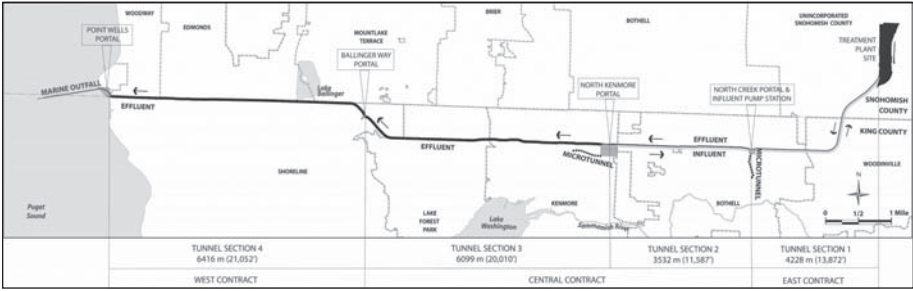 WOODWAY
EDMONDS
POINT WELLS
PORTAL
MOUNTLAKE
TERRACE
BRIER
BOTHELL
UNINCORPORATED
SNOHOMISH COUNTY
TREATMENT
PLANT
SITE
BALLINGER WAY
PORTAL
MARINE OUTFALL
Lake
Ballinger
NORTH KENMORE
PORTAL
NORTH CREEK PORTAL &
INFLUENT PUMP STATION
SNOHOMISH
COUNTY
KING COUNTY
EFFLUENT
EFFLUENT
EFFLUENT
INFLUENT
MICROTUNNEL
MICROTUNNEL
WOODINVILLE
SHORELINE
N
Puget
Sound
LAKE
FOREST
PARK
Lake
Washington
KENMORE
Sammamish River
BOTHELL
0 1/2 1 Mile
TUNNEL SECTION 4
6416 m (21,052')
TUNNEL SECTION 3
6099 m (20,010')
TUNNEL SECTION 2
3532 m (11,587')
TUNNEL SECTION 1
4228 m (13,872')
WEST CONTRACT
CENTRAL CONTRACT
EAST CONTRACT